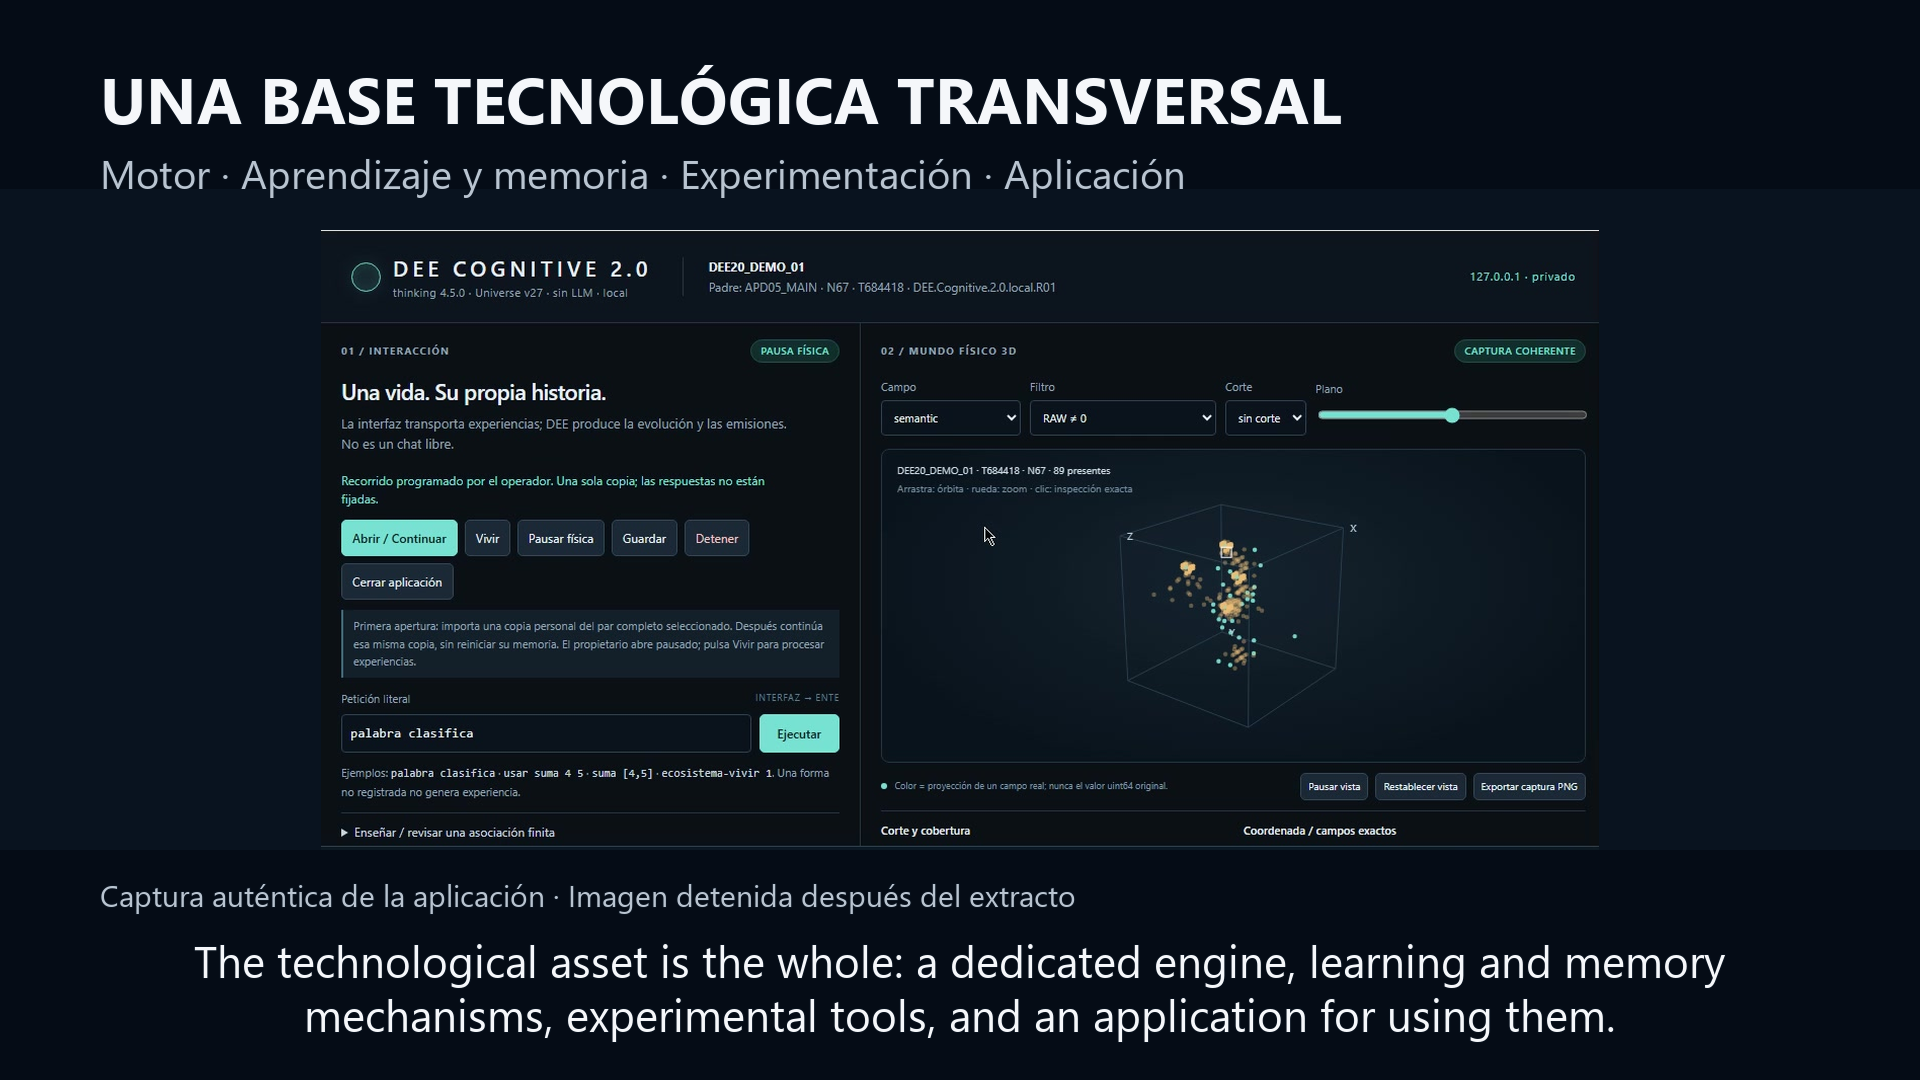 UNA BASE TECNOLÓGICA TRANSVERSAL
Motor · Aprendizaje y memoria · Experimentación · Aplicación
DEE COGNITIVE 2.0
thinking 4.5.0 · Universe v27 · sin LLM · local
DEE20_DEMO_01
Padre: APD05_MAIN · N67 · T684418 · DEE.Cognitive.2.0.local.R01
127.0.0.1 · privado
01 / INTERACCIÓN
PAUSA FÍSICA
Una vida. Su propia historia.
La interfaz transporta experiencias; DEE produce la evolución y las emisiones.
No es un chat libre.
Recorrido programado por el operador. Una sola copia; las respuestas no están
fijadas.
Abrir / Continuar
Vivir
Pausar física
Guardar
Detener
Cerrar aplicación
Primera apertura: importa una copia personal del par completo seleccionado. Después continúa
esa misma copia, sin reiniciar su memoria. El propietario abre pausado; pulsa Vivir para procesar
experiencias.
Petición literal
INTERFAZ → ENTE
palabra clasifica
Ejecutar
Ejemplos: palabra clasifica · usar suma 4 5 · suma [4,5] · ecosistema-vivir 1. Una forma
no registrada no genera experiencia.
▶ Enseñar / revisar una asociación finita
02 / MUNDO FÍSICO 3D
CAPTURA COHERENTE
Campo
Filtro
Corte
Plano
semantic
RAW ≠ 0
sin corte
DEE20_DEMO_01 · T684418 · N67 · 89 presentes
Arrastra: órbita · rueda: zoom · clic: inspección exacta
Z
X
Y
Color = proyección de un campo real; nunca el valor uint64 original.
Pausar vista
Restablecer vista
Exportar captura PNG
Corte y cobertura
Coordenada / campos exactos
Captura auténtica de la aplicación · Imagen detenida después del extracto
The technological asset is the whole: a dedicated engine, learning and memory
mechanisms, experimental tools, and an application for using them.